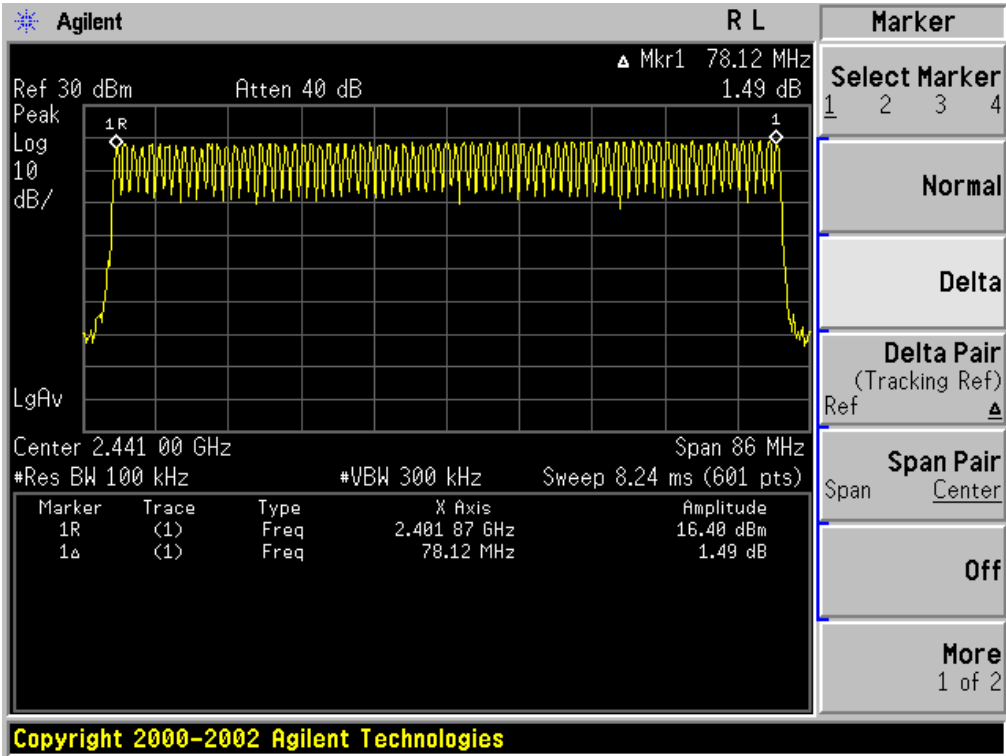 Agilent R L Marker
▵ Mkr1 78.12 MHz
Ref 30 dBm Atten 40 dB 1.49 dB
Peak
Log
10
dB/
1R
1
LgAv
Center 2.441 00 GHz Span 86 MHz
#Res BW 100 kHz #VBW 300 kHz Sweep 8.24 ms (601 pts)
Marker Trace Type X Axis Amplitude
1R (1) Freq 2.401 87 GHz 16.40 dBm
1▵ (1) Freq 78.12 MHz 1.49 dB
Select Marker
1 2 3 4
Normal
Delta
Delta Pair
(Tracking Ref)
Ref ▵
Span Pair
Span Center
Off
More
1 of 2
Copyright 2000-2002 Agilent Technologies